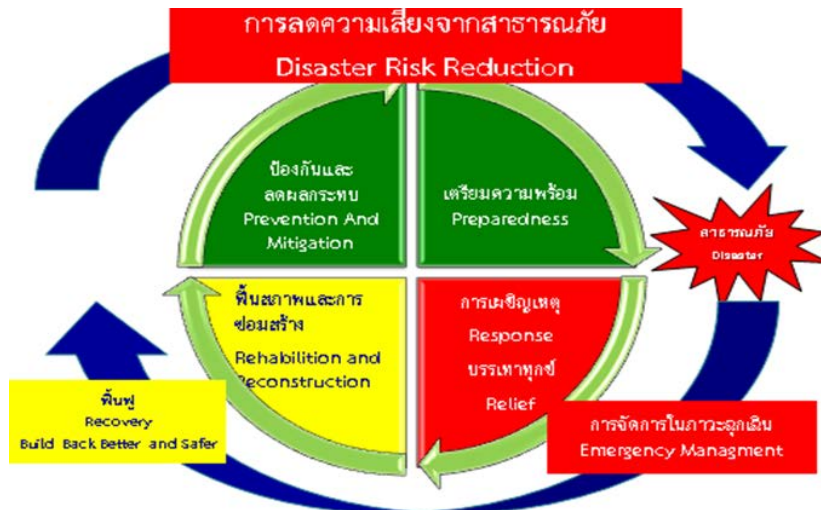 การลดความเสี่ยงจากสาธารณภัย
Disaster Risk Reduction
ป้องกันและ
ลดผลกระทบ
Prevention And
Mitigation
เตรียมความพร้อม
Preparedness
สาธารณภัย
Disaster
ฟื้นสภาพและการ
ซ่อมสร้าง
Rehabilition and
Reconstruction
การเผชิญเหตุ
Response
บรรเทาทุกข์
Relief
ฟื้นฟู
Recovery
Build Back Better and Safer
การจัดการในภาวะฉุกเฉิน
Emergency Managment